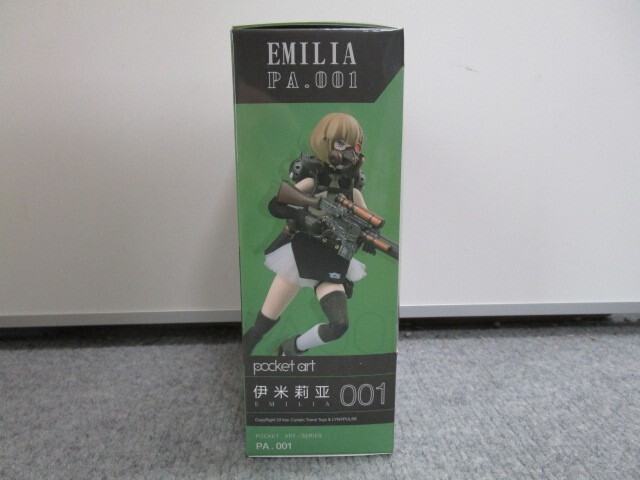 EMILIA
PA.001
pocket art
伊米莉亚 001
EMILIA
POCKET ART SERIES
PA.001